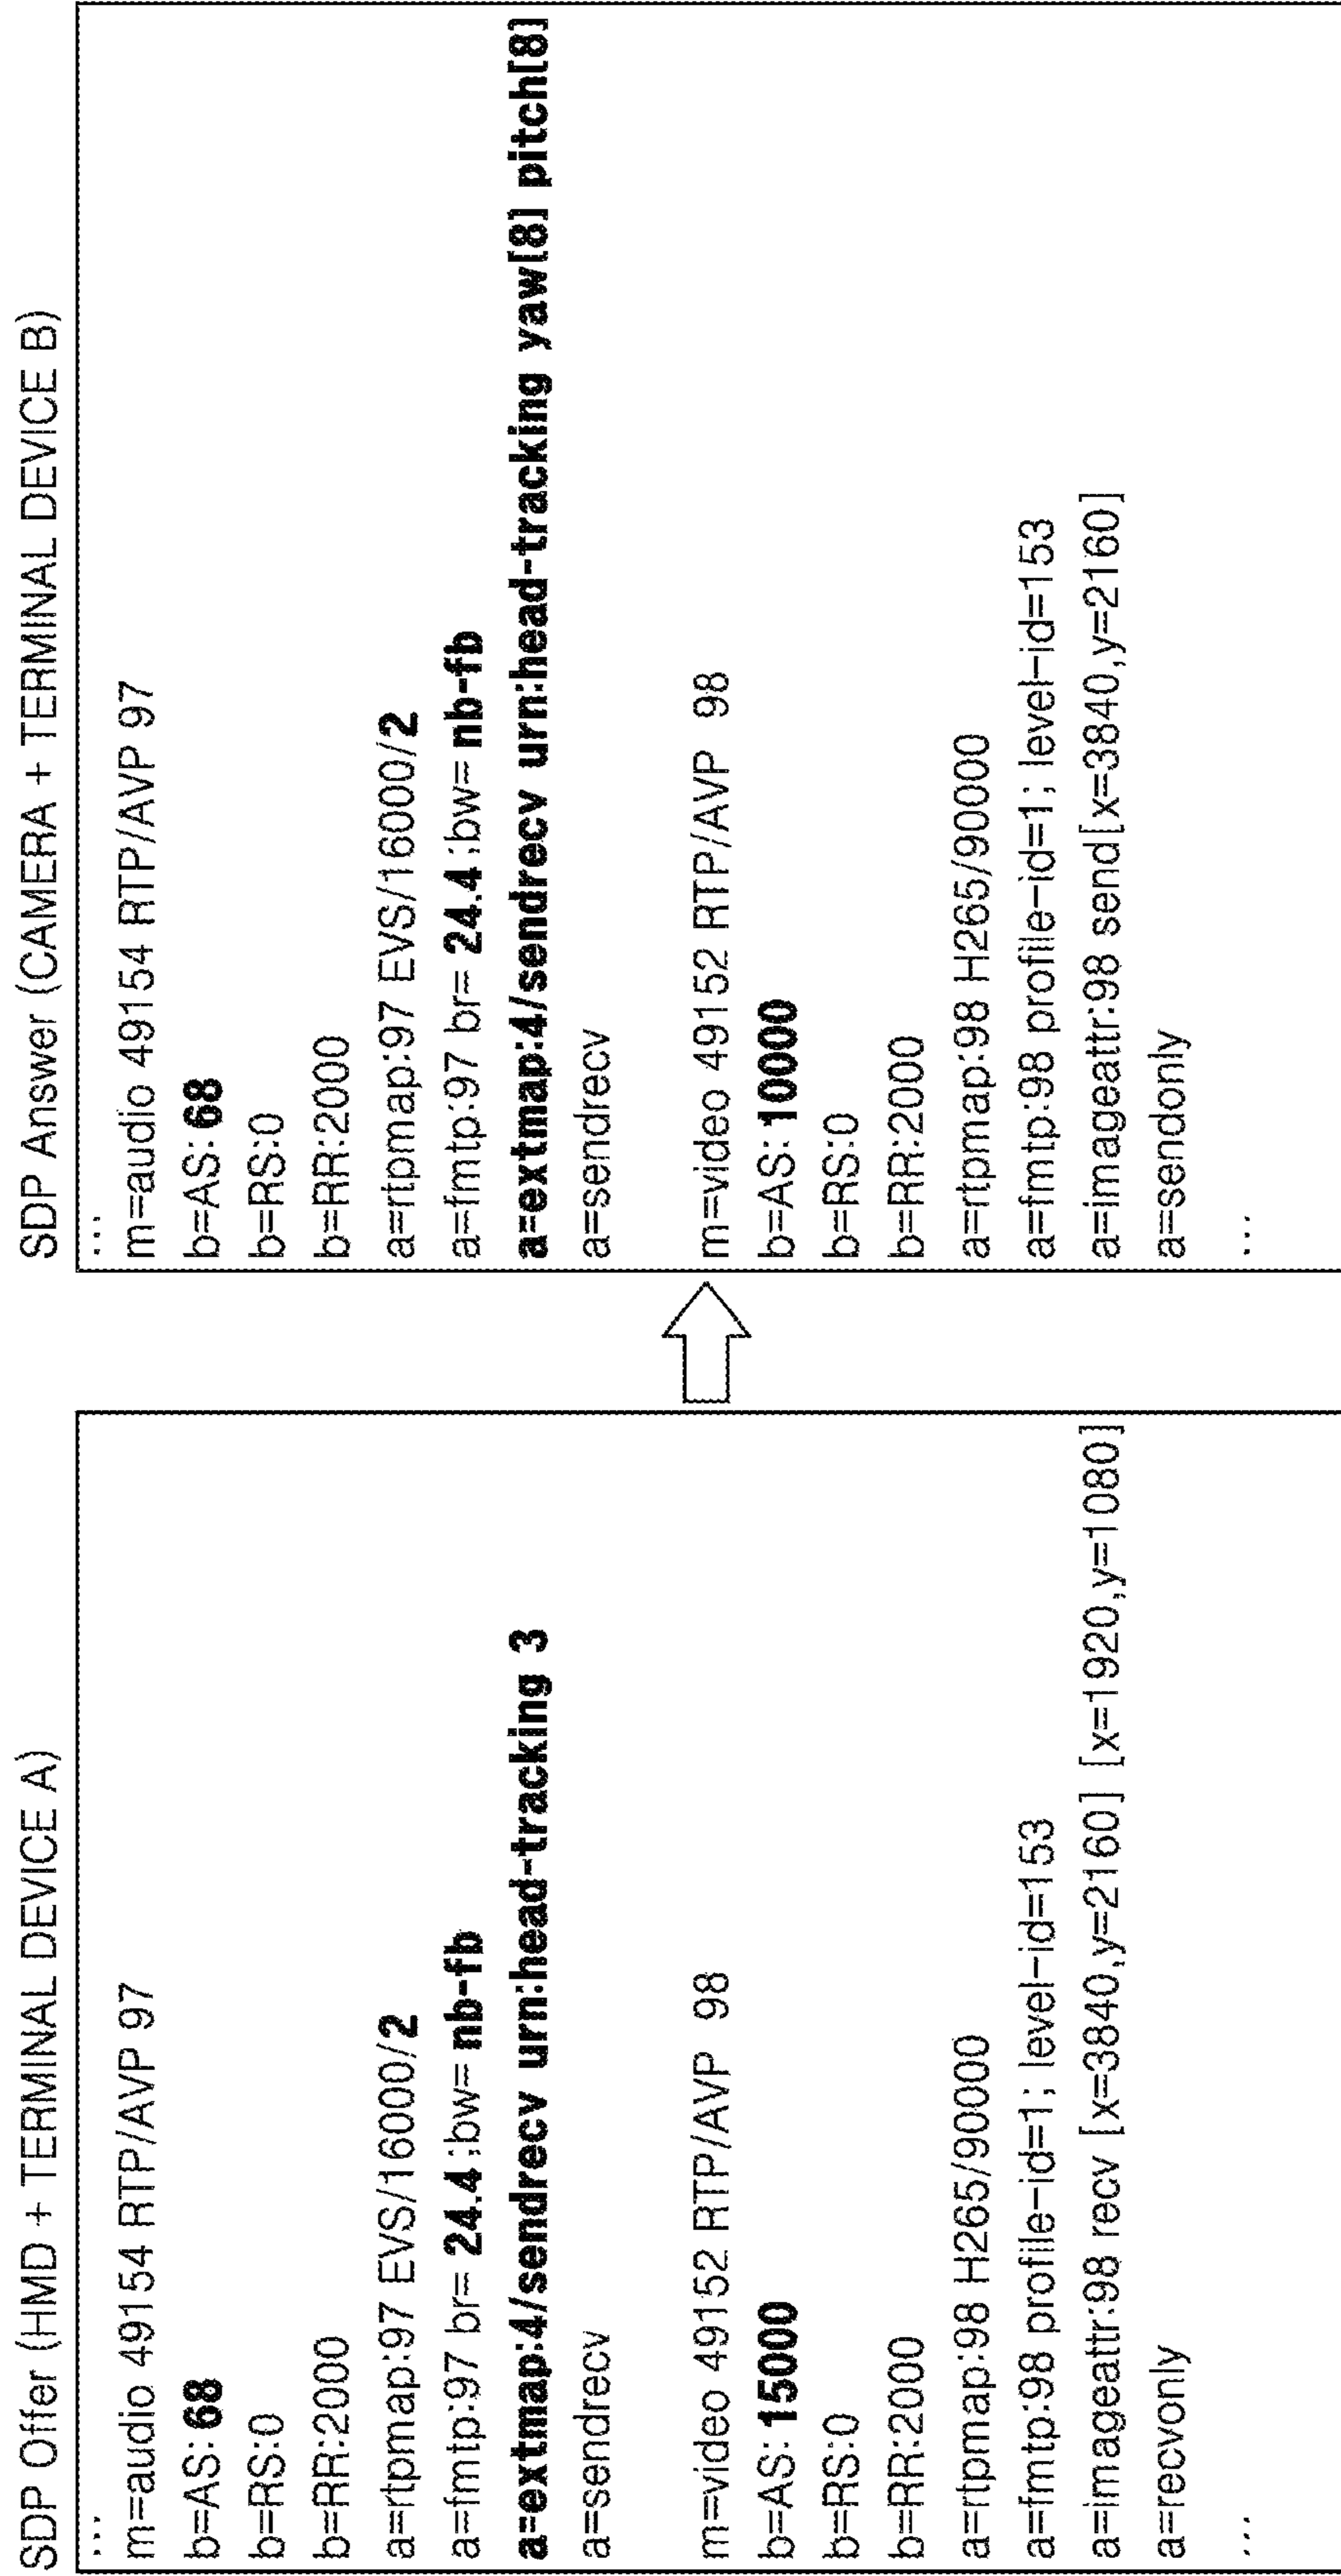 SDP Offer (HMD + TERMINAL DEVICE A)
...
m=audio 49154 RTP/AVP 97
b=AS:68
b=RS:0
b=RR:2000
a=rtpmap:97 EVS/16000/2
a=fmtp:97 br= 24.4 ;bw= nb-fb
a=extmap:4/sendrecv urn:head-tracking 3
a=sendrecv
m=video 49152 RTP/AVP 98
b=AS: 15000
b=RS:0
b=RR:2000
a=rtpmap:98 H265/90000
a=fmtp:98 profile-id=1; level-id=153
a=imageattr:98 recv [x=3840,y=2160] [x=1920,y=1080]
a=recvonly
...
SDP Answer (CAMERA + TERMINAL DEVICE B)
...
m=audio 49154 RTP/AVP 97
b=AS: 68
b=RS:0
b=RR:2000
a=rtpmap:97 EVS/16000/2
a=fmtp:97 br= 24.4 ;bw= nb-fb
a=extmap:4/sendrecv urn:head-tracking yaw[8] pitch[8]
a=sendrecv
m=video 49152 RTP/AVP 98
b=AS: 10000
b=RS:0
b=RR:2000
a=rtpmap:98 H265/90000
a=fmtp:98 profile-id=1; level-id=153
a=imageattr:98 send[x=3840,y=2160]
a=sendonly
...